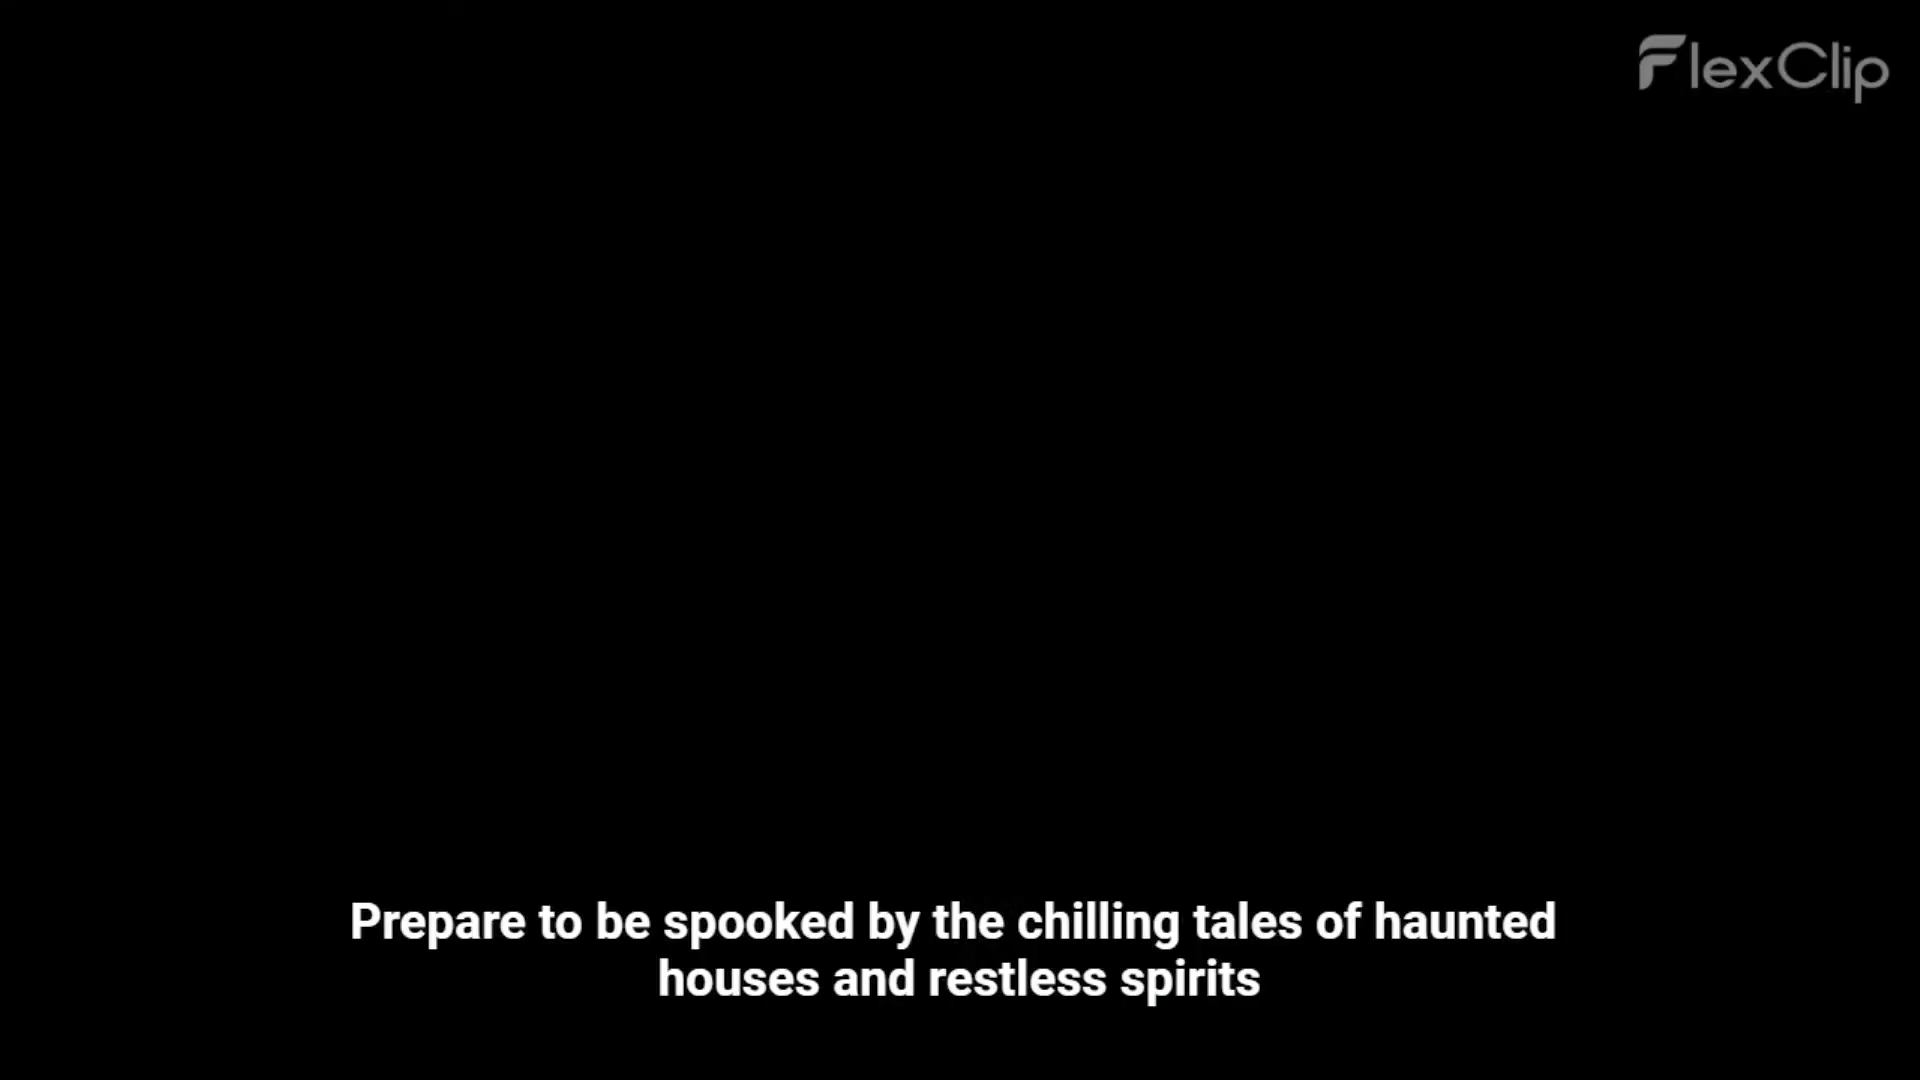 FlexClip
Prepare to be spooked by the chilling tales of haunted
houses and restless spirits